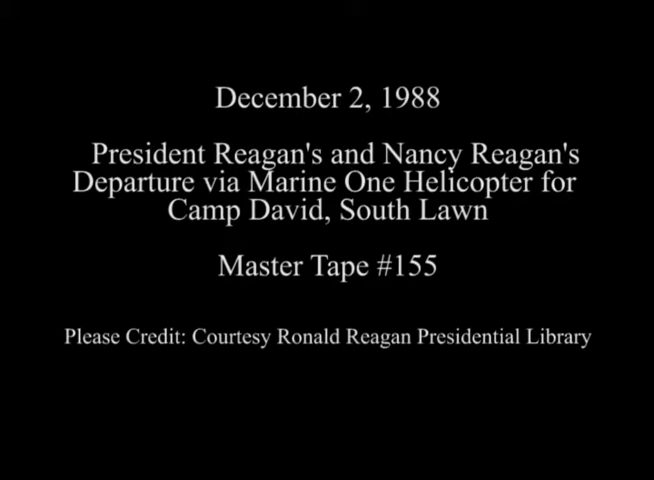 December 2, 1988
President Reagan's and Nancy Reagan's
Departure via Marine One Helicopter for
Camp David, South Lawn
Master Tape #155
Please Credit: Courtesy Ronald Reagan Presidential Library